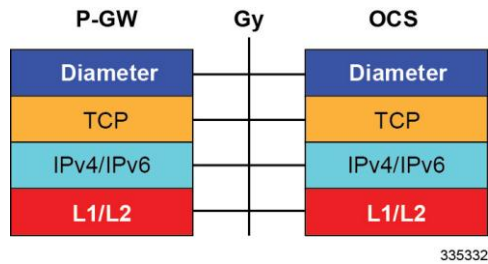 P-GW Gy OCS
Diameter Diameter
TCP TCP
IPv4/IPv6 IPv4/IPv6
L1/L2 L1/L2
335332